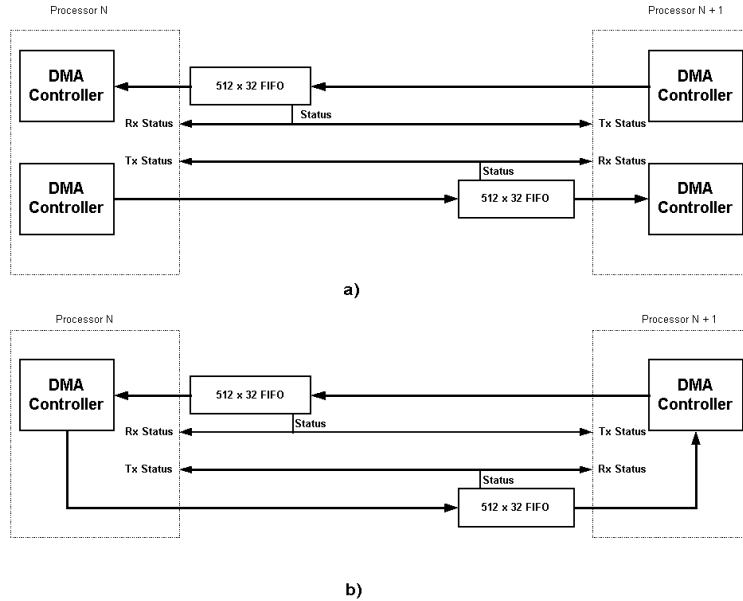 Processor N
Processor N + 1
DMA
Controller
512 x 32 FIFO
DMA
Controller
Status
Rx Status
Tx Status
Tx Status
Rx Status
Status
DMA
Controller
512 x 32 FIFO
DMA
Controller
a)
Processor N
Processor N + 1
DMA
Controller
512 x 32 FIFO
DMA
Controller
Status
Rx Status
Tx Status
Tx Status
Rx Status
Status
512 x 32 FIFO
b)